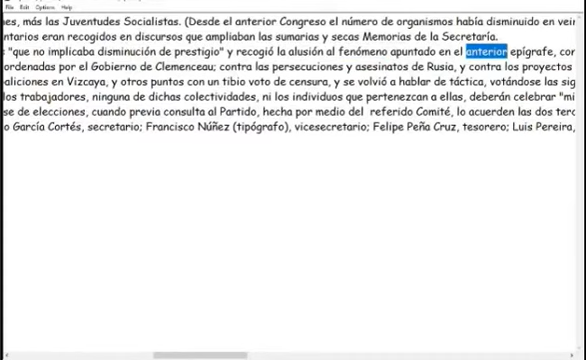 File Edit Options Help
es, más las Juventudes Socialistas. (Desde el anterior Congreso el número de organismos había disminuido en vein
ntarios eran recogidos en discursos que ampliaban las sumarias y secas Memorias de la Secretaría.
: "que no implicaba disminución de prestigio" y recogió la alusión al fenómeno apuntado en el anterior epígrafe, con
ordenadas por el Gobierno de Clemenceau; contra las persecuciones y asesinatos de Rusia, y contra los proyectos
aliciones en Vizcaya, y otros puntos con un tibio voto de censura, y se volvió a hablar de táctica, votándose las sig
los trabajadores, ninguna de dichas colectividades, ni los individuos que pertenezcan a ellas, deberán celebrar "mi
se de elecciones, cuando previa consulta al Partido, hecha por medio del referido Comité, lo acuerden las dos terc
o García Cortés, secretario; Francisco Núñez (tipógrafo), vicesecretario; Felipe Peña Cruz, tesorero; Luis Pereira,